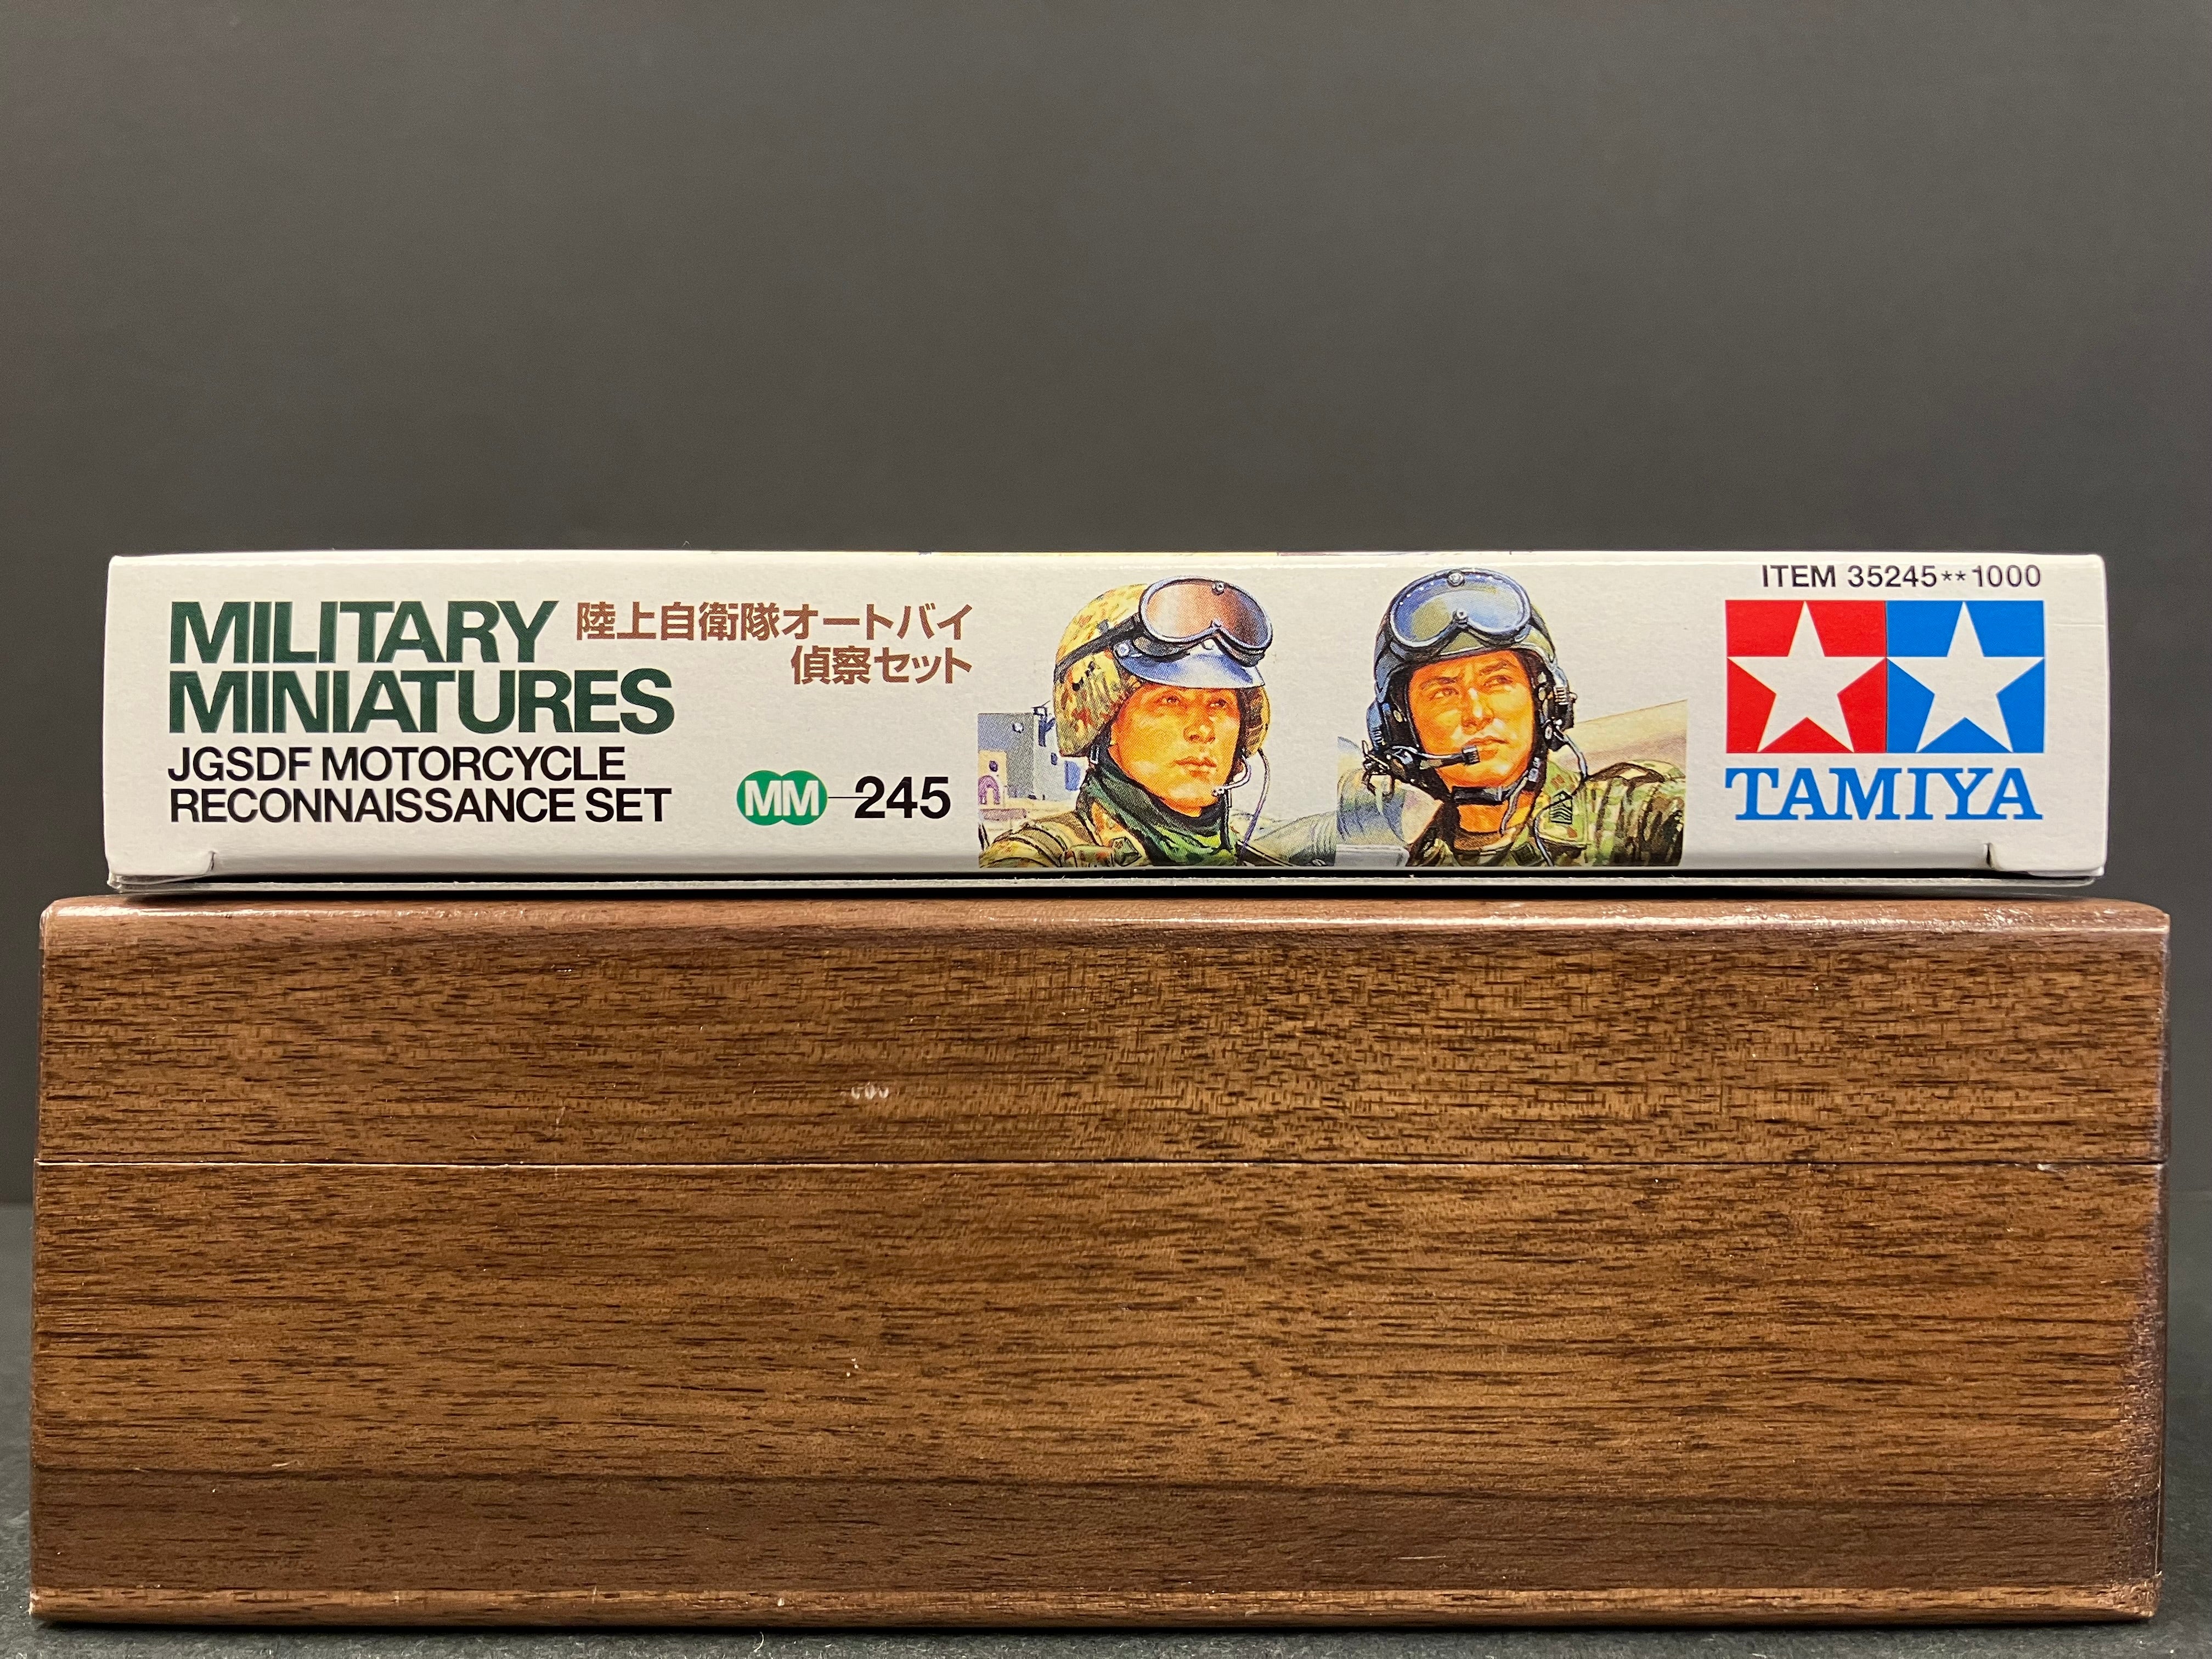 MILITARY
MINIATURES
JGSDF MOTORCYCLE
RECONNAISSANCE SET
陸上自衛隊オートバイ
偵察セット
MM-245
ITEM 35245**1000
TAMIYA